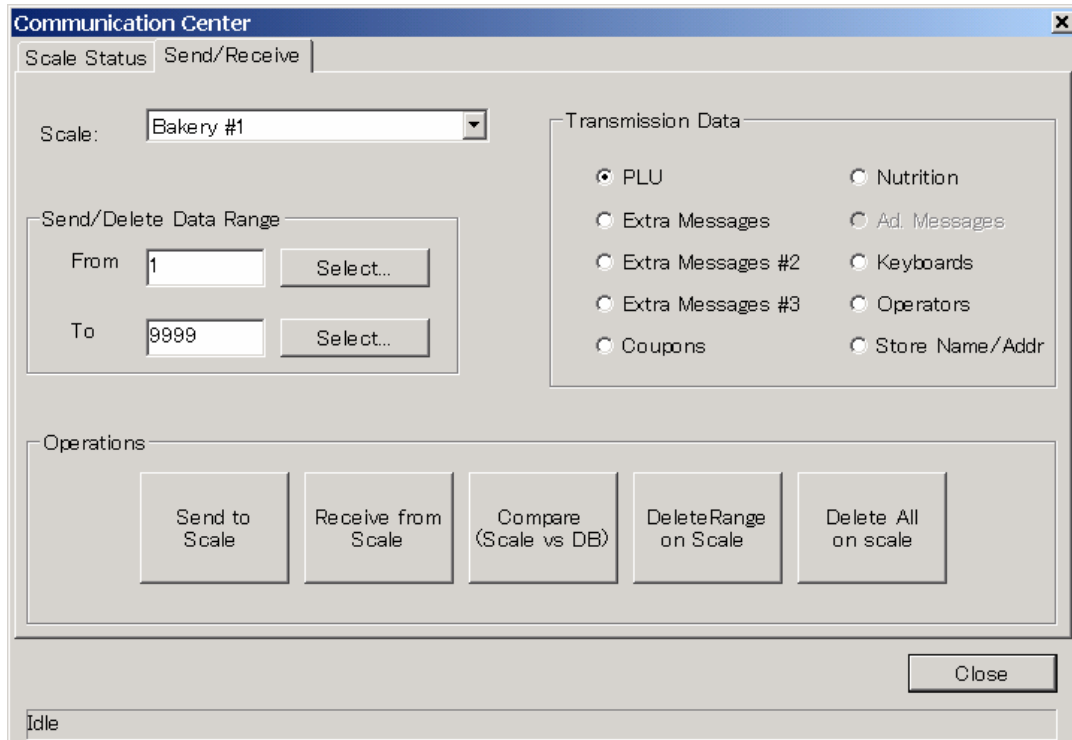 Communication Center
Scale Status
Send/Receive
Scale:
Bakery #1
Transmission Data
PLU
Nutrition
Extra Messages
Ad. Messages
Extra Messages #2
Keyboards
Extra Messages #3
Operators
Coupons
Store Name/Addr
Send/Delete Data Range
From
1
Select...
To
9999
Select...
Operations
Send to
Scale
Receive from
Scale
Compare
(Scale vs DB)
DeleteRange
on Scale
Delete All
on scale
Close
Idle